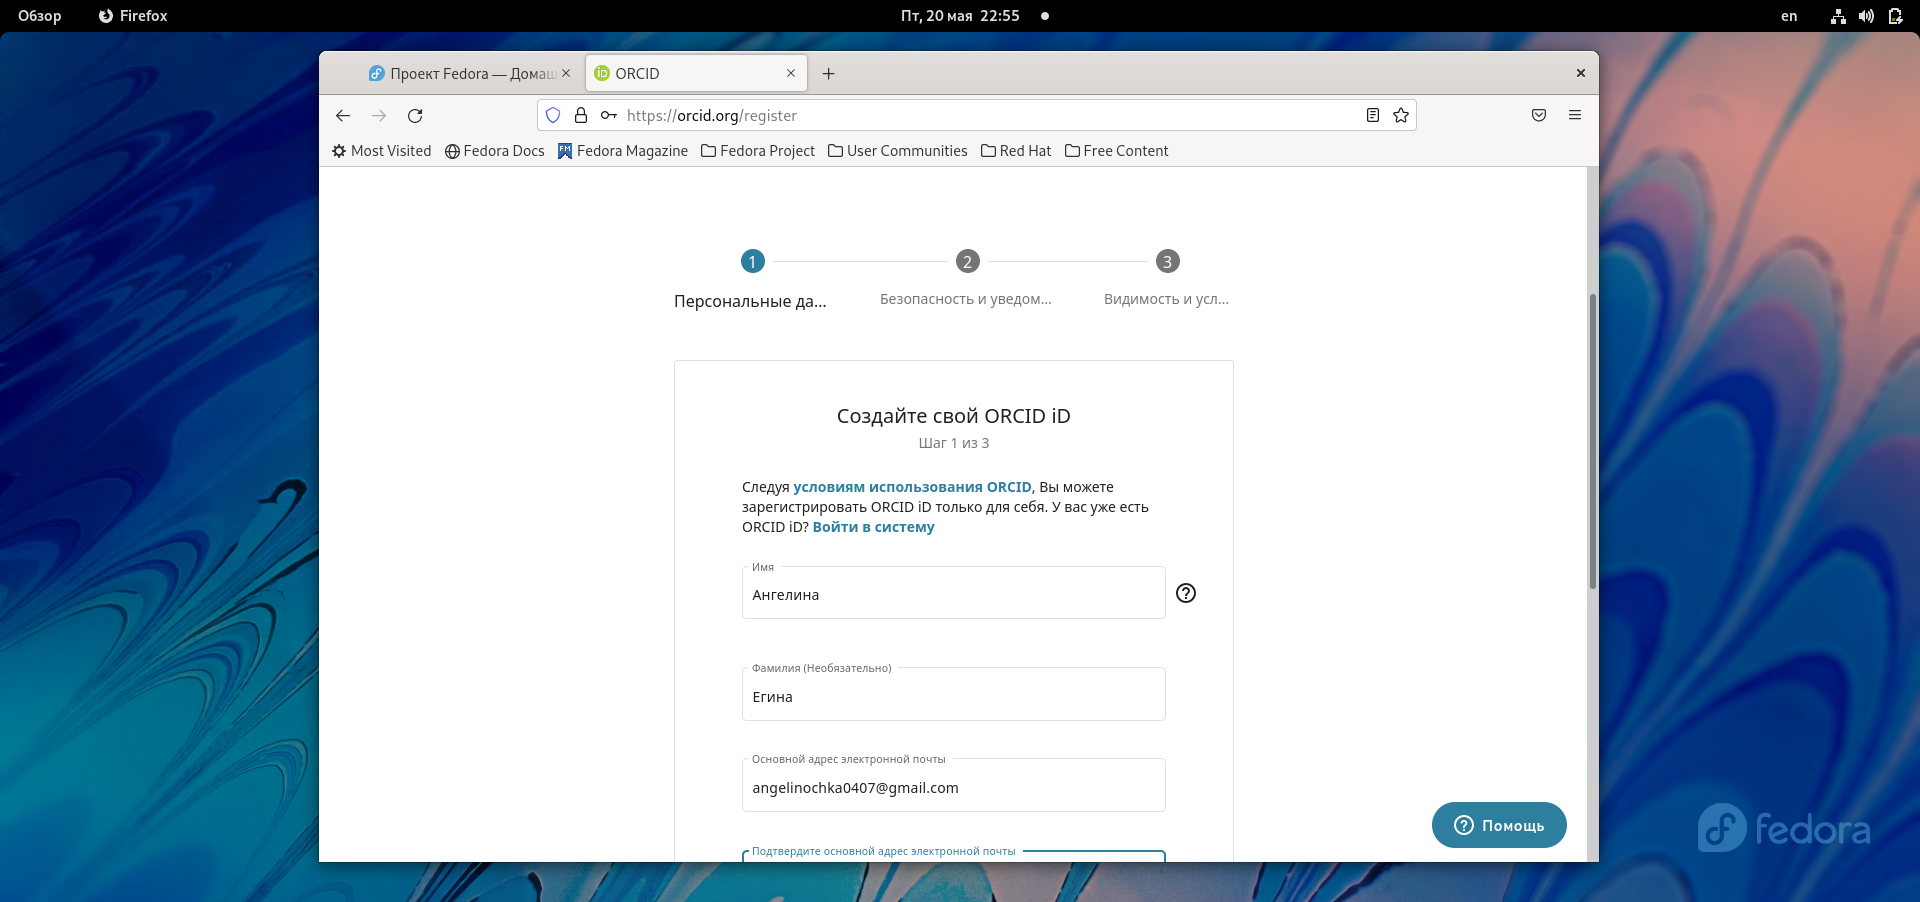 Обзор
Firefox
Пт, 20 мая 22:55
en
Проект Fedora — Домаш
ORCID
https://orcid.org/register
Most Visited
Fedora Docs
Fedora Magazine
Fedora Project
User Communities
Red Hat
Free Content
1
2
3
Персональные да...
Безопасность и уведом...
Видимость и усл...
Создайте свой ORCID iD
Шаг 1 из 3
Следуя условиям использования ORCID, Вы можете
зарегистрировать ORCID iD только для себя. У вас уже есть
ORCID iD? Войти в систему
Имя
Ангелина
Фамилия (Необязательно)
Егина
Основной адрес электронной почты
angelinochka0407@gmail.com
Подтвердите основной адрес электронной почты
Помощь
fedora